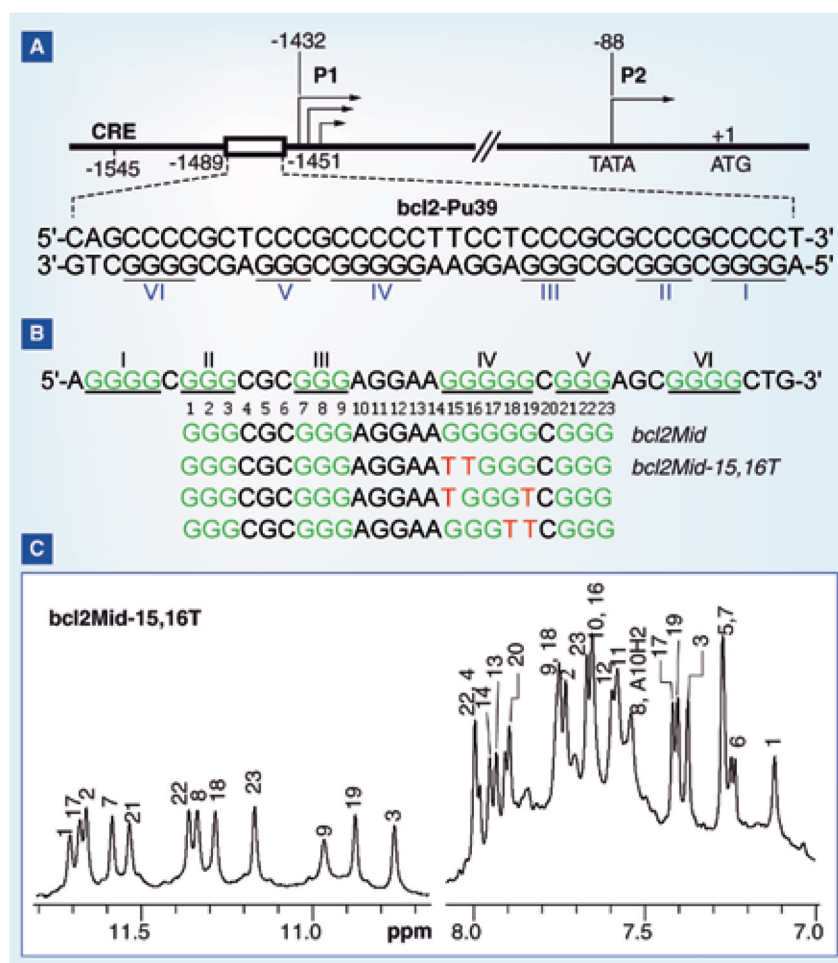 A
-1432
-88
P1
P2
CRE
+1
-1545
-1489
-1451
TATA
ATG
bcl2-Pu39
5'-CAGCCCCGCTCCCGCCCCCTTCCTCCCGCGCCCGCCCCT-3'
3'-GTCGGGGCGAGGGCGGGGGAAGGAGGGCGCGGGCGGGGA-5'
VI V IV III II I
B
I II III IV V VI
5'-AGGGGCGGGCGCGGGAGGAAGGGGGCGGGAGCGGGGCTG-3'
1 2 3 4 5 6 7 8 9 10 11 12 13 14 15 16 17 18 19 20 21 22 23
GGGCGCGGGAGGAAGGGGGCGGG bcl2Mid
GGGCGCGGGAGGAATTGGGCGGG bcl2Mid-15,16T
GGGCGCGGGAGGAATGGGTCGGG
GGGCGCGGGAGGAAGGGTTCGGG
C
bcl2Mid-15,16T
1 17 2 7 21 22 8 18 23 9 19 3
22, 4 14 13 20 9, 18 2 23 10, 16 12 11 8, A10H2 17 19 3 5,7 6 1
11.5 11.0 ppm 8.0 7.5 7.0